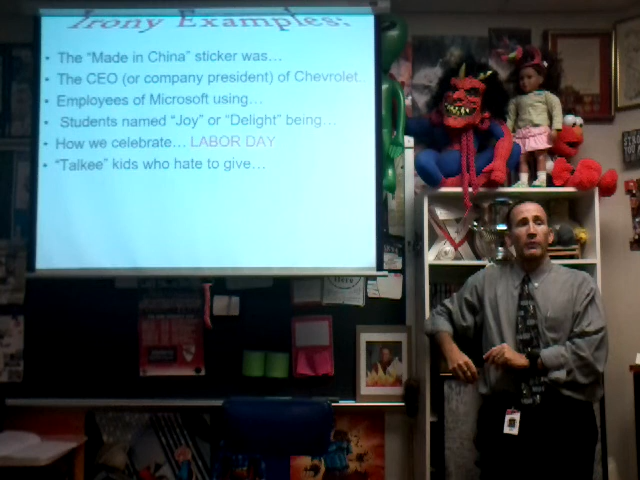 Irony Examples:
• The “Made in China” sticker was…
• The CEO (or company president) of Chevrolet…
• Employees of Microsoft using…
• Students named “Joy” or “Delight” being…
• How we celebrate… LABOR DAY
• “Talkee” kids who hate to give…